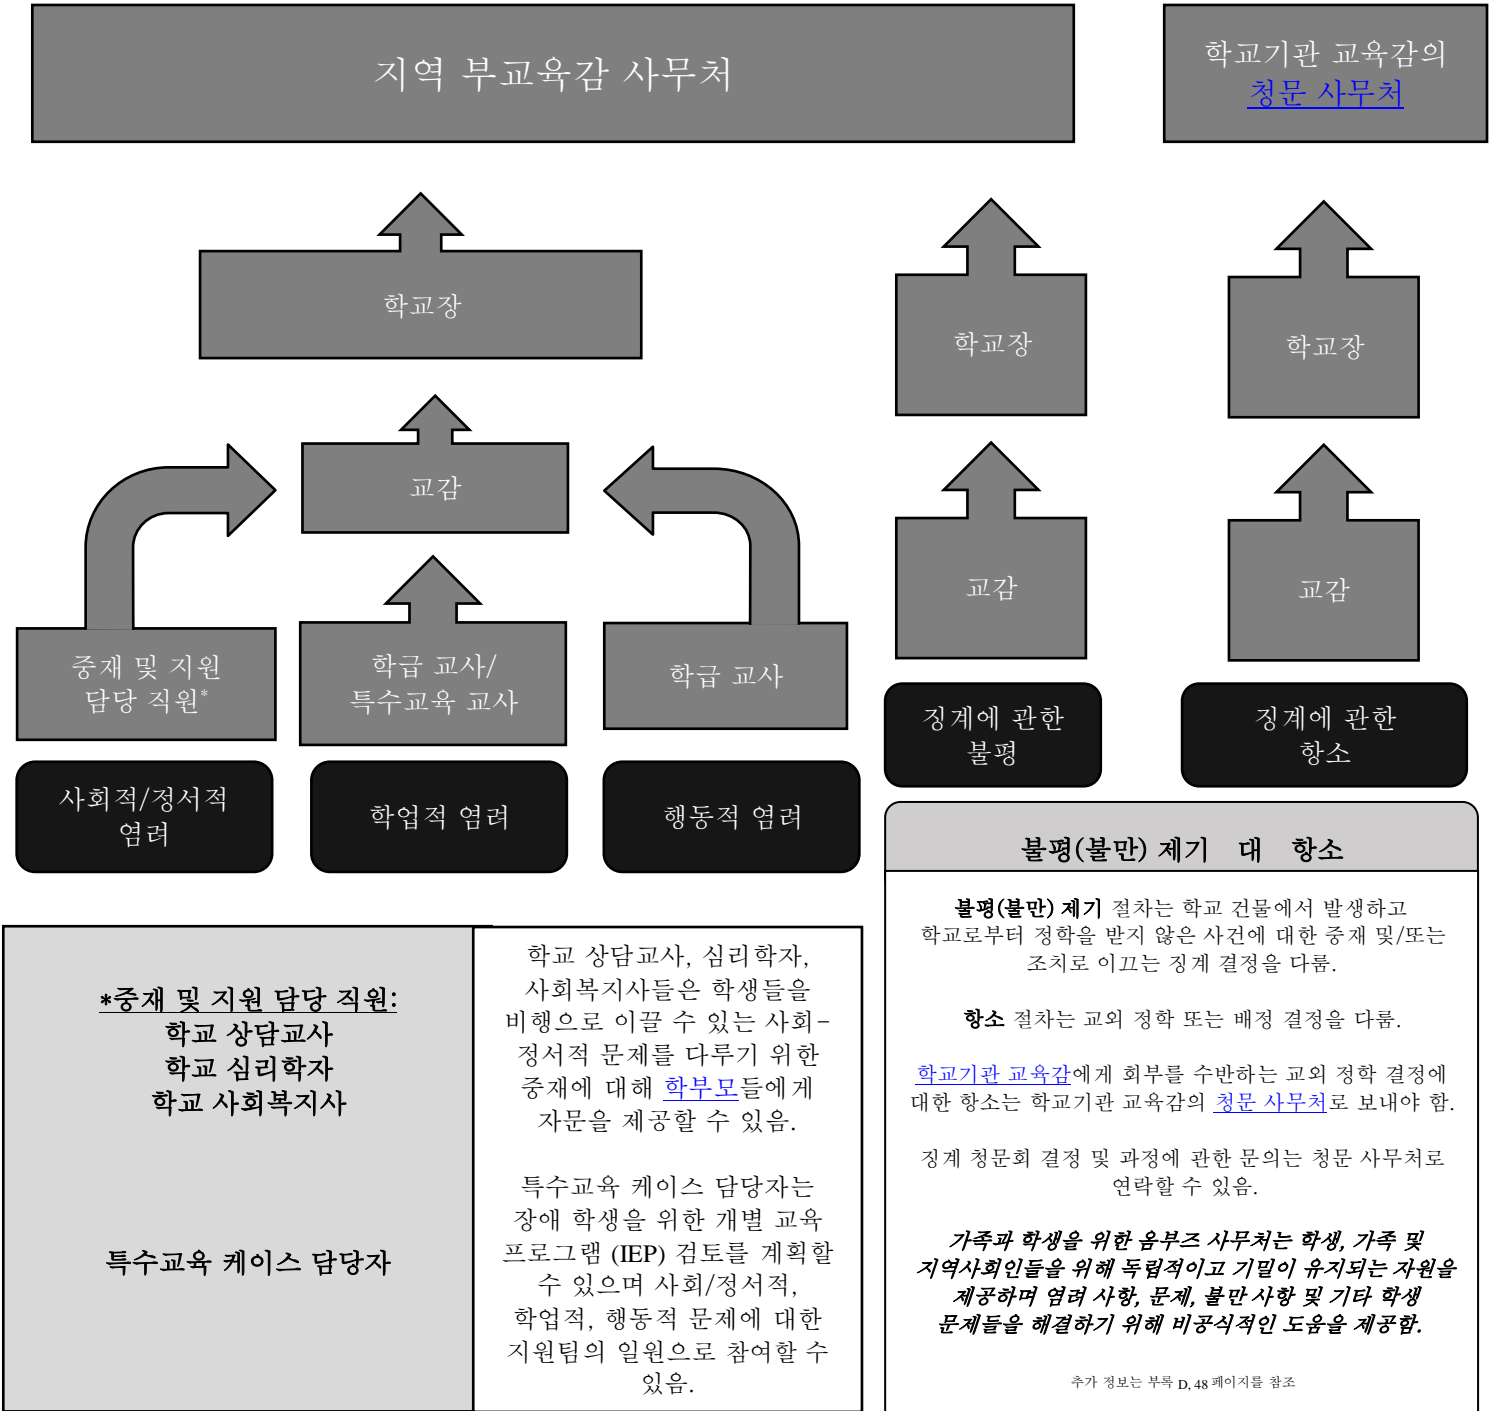 지역 부교육감 사무처
학교기관 교육감의
청문 사무처
학교장
교감
중재 및 지원
담당 직원*
학급 교사/
특수교육 교사
학급 교사
사회적/정서적
염려
학업적 염려
행동적 염려
학교장
교감
징계에 관한
불평
학교장
교감
징계에 관한
항소
*중재 및 지원 담당 직원:
학교 상담교사
학교 심리학자
학교 사회복지사
특수교육 케이스 담당자
학교 상담교사, 심리학자,
사회복지사들은 학생들을
비행으로 이끌 수 있는 사회-
정서적 문제를 다루기 위한
중재에 대해 학부모들에게
자문을 제공할 수 있음.
특수교육 케이스 담당자는
장애 학생을 위한 개별 교육
프로그램 (IEP) 검토를 계획할
수 있으며 사회/정서적,
학업적, 행동적 문제에 대한
지원팀의 일원으로 참여할 수
있음.
불평(불만) 제기 대 항소
불평(불만) 제기 절차는 학교 건물에서 발생하고
학교로부터 정학을 받지 않은 사건에 대한 중재 및/또는
조치로 이끄는 징계 결정을 다룸.
항소 절차는 교외 정학 또는 배정 결정을 다룸.
학교기관 교육감에게 회부를 수반하는 교외 정학 결정에
대한 항소는 학교기관 교육감의 청문 사무처로 보내야 함.
징계 청문회 결정 및 과정에 관한 문의는 청문 사무처로
연락할 수 있음.
가족과 학생을 위한 옴부즈 사무처는 학생, 가족 및
지역사회인들을 위해 독립적이고 기밀이 유지되는 자원을
제공하며 염려 사항, 문제, 불만 사항 및 기타 학생
문제들을 해결하기 위해 비공식적인 도움을 제공함.
추가 정보는 부록 D, 48 페이지를 참조